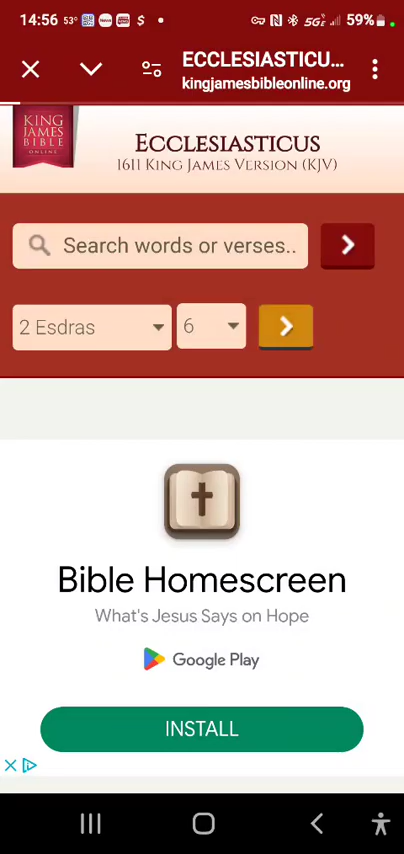 14:56 53° $ 5GE 59%
ECCLESIASTICU...
kingjamesbibleonline.org
KING
JAMES
BIBLE
ONLINE
ECCLESIASTICUS
1611 KING JAMES VERSION (KJV)
Search words or verses..
2 Esdras 6
Bible Homescreen
What's Jesus Says on Hope
Google Play
INSTALL